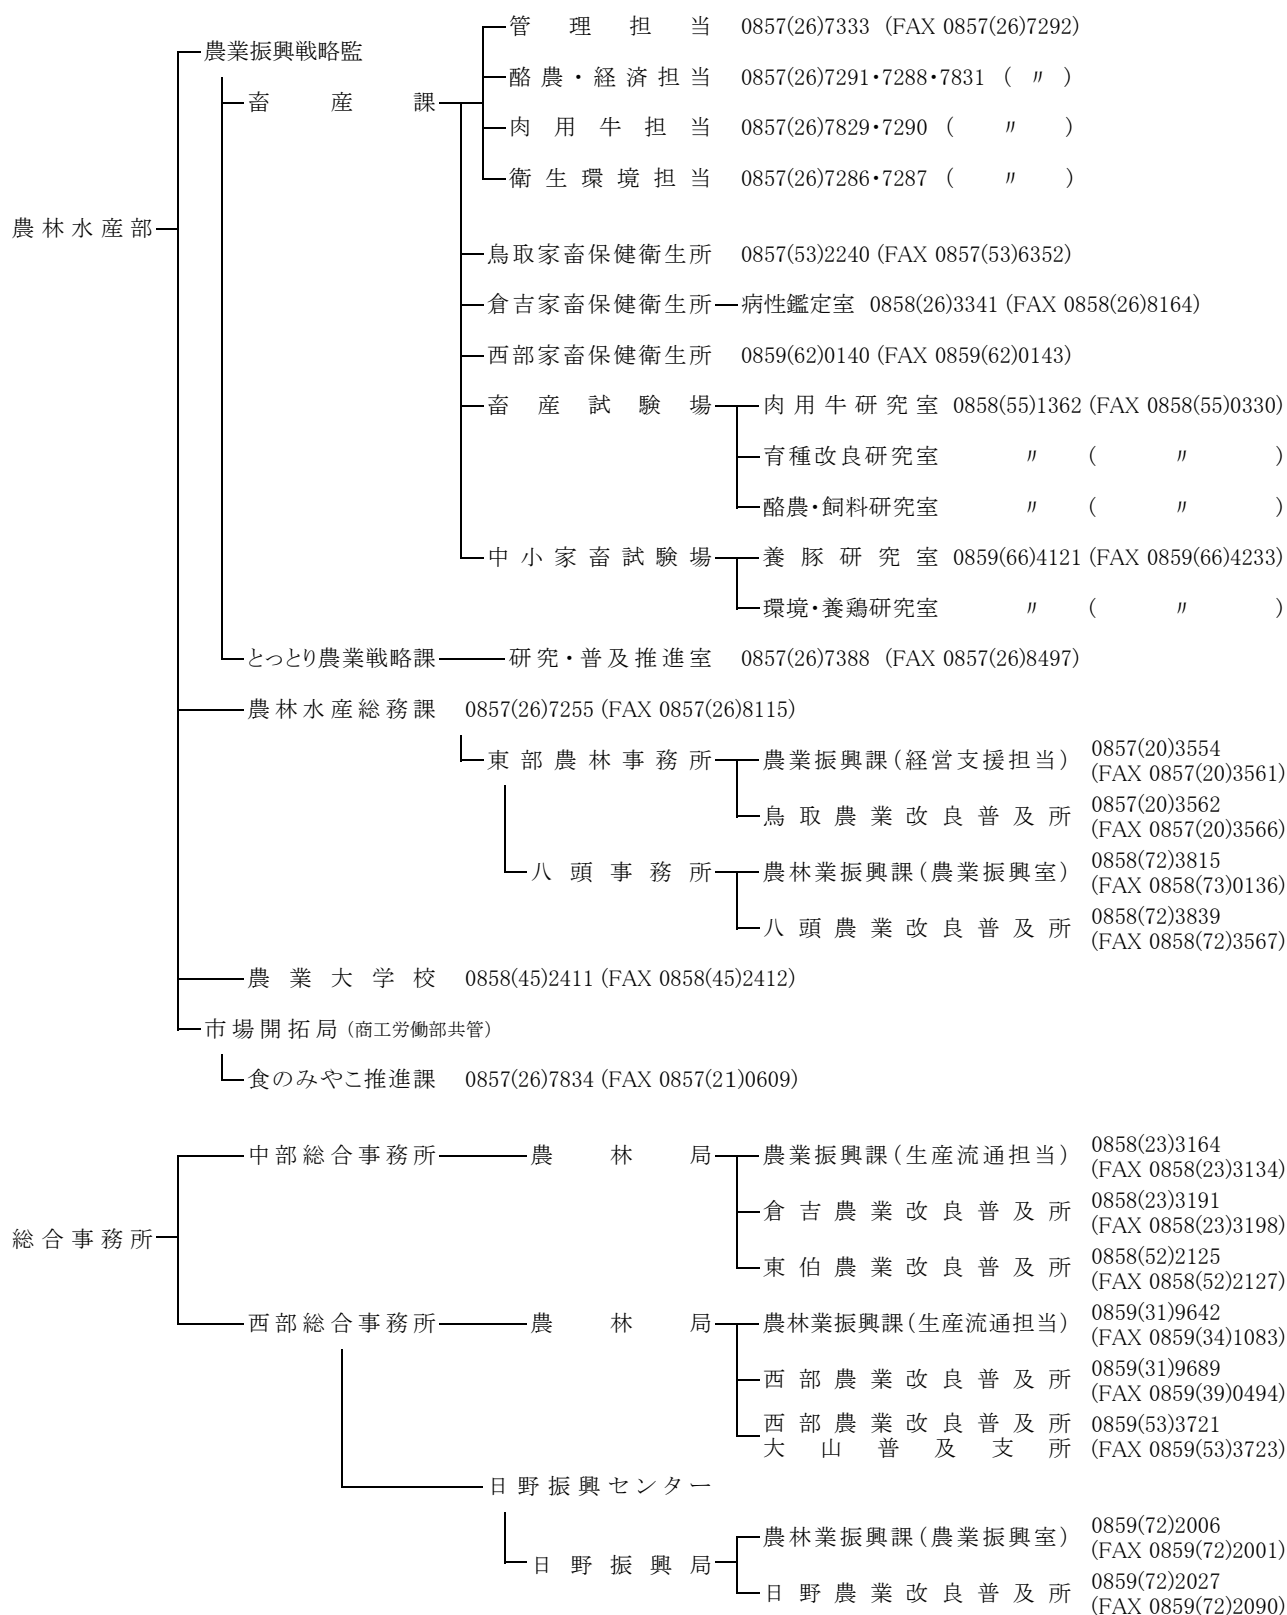 管理担当 0857(26)7333 (FAX 0857(26)7292)
農業振興戦略監
酪農・経済担当 0857(26)7291・7288・7831 ( 〃 )
畜産課
肉用牛担当 0857(26)7829・7290 ( 〃 )
衛生環境担当 0857(26)7286・7287 ( 〃 )
農林水産部
鳥取家畜保健衛生所 0857(53)2240 (FAX 0857(53)6352)
倉吉家畜保健衛生所 病性鑑定室 0858(26)3341 (FAX 0858(26)8164)
西部家畜保健衛生所 0859(62)0140 (FAX 0859(62)0143)
畜産試験場 肉用牛研究室 0858(55)1362 (FAX 0858(55)0330)
育種改良研究室 〃 ( 〃 )
酪農・飼料研究室 〃 ( 〃 )
中小家畜試験場 養豚研究室 0859(66)4121 (FAX 0859(66)4233)
環境・養鶏研究室 〃 ( 〃 )
とっとり農業戦略課 研究・普及推進室 0857(26)7388 (FAX 0857(26)8497)
農林水産総務課 0857(26)7255 (FAX 0857(26)8115)
東部農林事務所 農業振興課(経営支援担当) 0857(20)3554
(FAX 0857(20)3561)
鳥取農業改良普及所 0857(20)3562
(FAX 0857(20)3566)
八頭事務所 農林業振興課(農業振興室) 0858(72)3815
(FAX 0858(73)0136)
八頭農業改良普及所 0858(72)3839
(FAX 0858(72)3567)
農業大学校 0858(45)2411 (FAX 0858(45)2412)
市場開拓局(商工労働部共管)
食のみやこ推進課 0857(26)7834 (FAX 0857(21)0609)
中部総合事務所 農林局 農業振興課(生産流通担当) 0858(23)3164
(FAX 0858(23)3134)
倉吉農業改良普及所 0858(23)3191
(FAX 0858(23)3198)
総合事務所
東伯農業改良普及所 0858(52)2125
(FAX 0858(52)2127)
西部総合事務所 農林局 農林業振興課(生産流通担当) 0859(31)9642
(FAX 0859(34)1083)
西部農業改良普及所 0859(31)9689
(FAX 0859(39)0494)
西部農業改良普及所 0859(53)3721
大山普及支所 (FAX 0859(53)3723)
日野振興センター
日野振興局 農林業振興課(農業振興室) 0859(72)2006
(FAX 0859(72)2001)
日野農業改良普及所 0859(72)2027
(FAX 0859(72)2090)